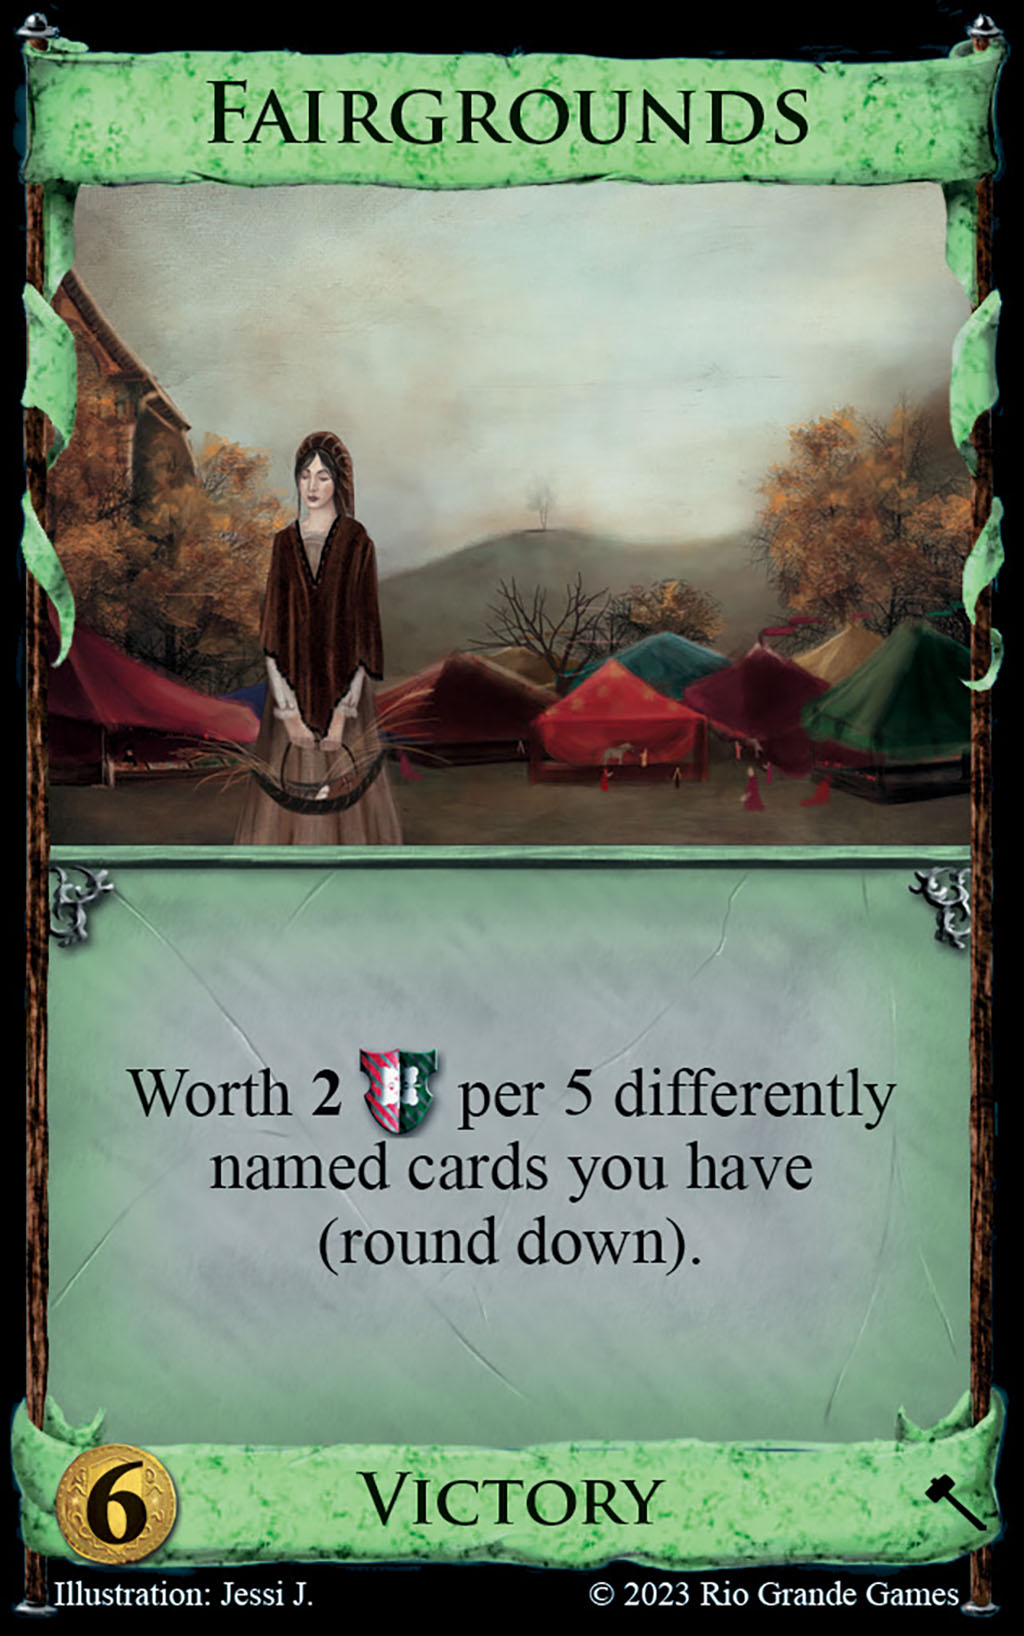 FAIRGROUNDS
Worth 2 per 5 differently
named cards you have
(round down).
6
VICTORY
Illustration: Jessi J.
© 2023 Rio Grande Games